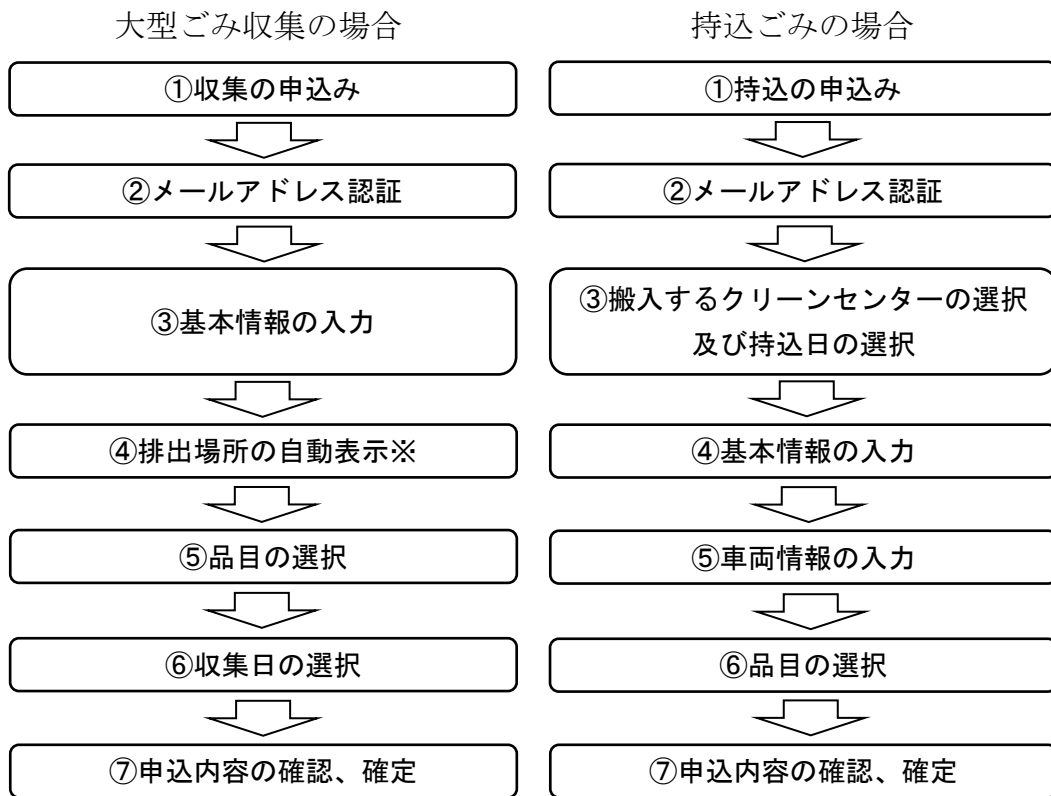 大型ごみ収集の場合
①収集の申込み
②メールアドレス認証
③基本情報の入力
④排出場所の自動表示※
⑤品目の選択
⑥収集日の選択
⑦申込内容の確認、確定
持込ごみの場合
①持込の申込み
②メールアドレス認証
③搬入するクリーンセンターの選択
及び持込日の選択
④基本情報の入力
⑤車両情報の入力
⑥品目の選択
⑦申込内容の確認、確定